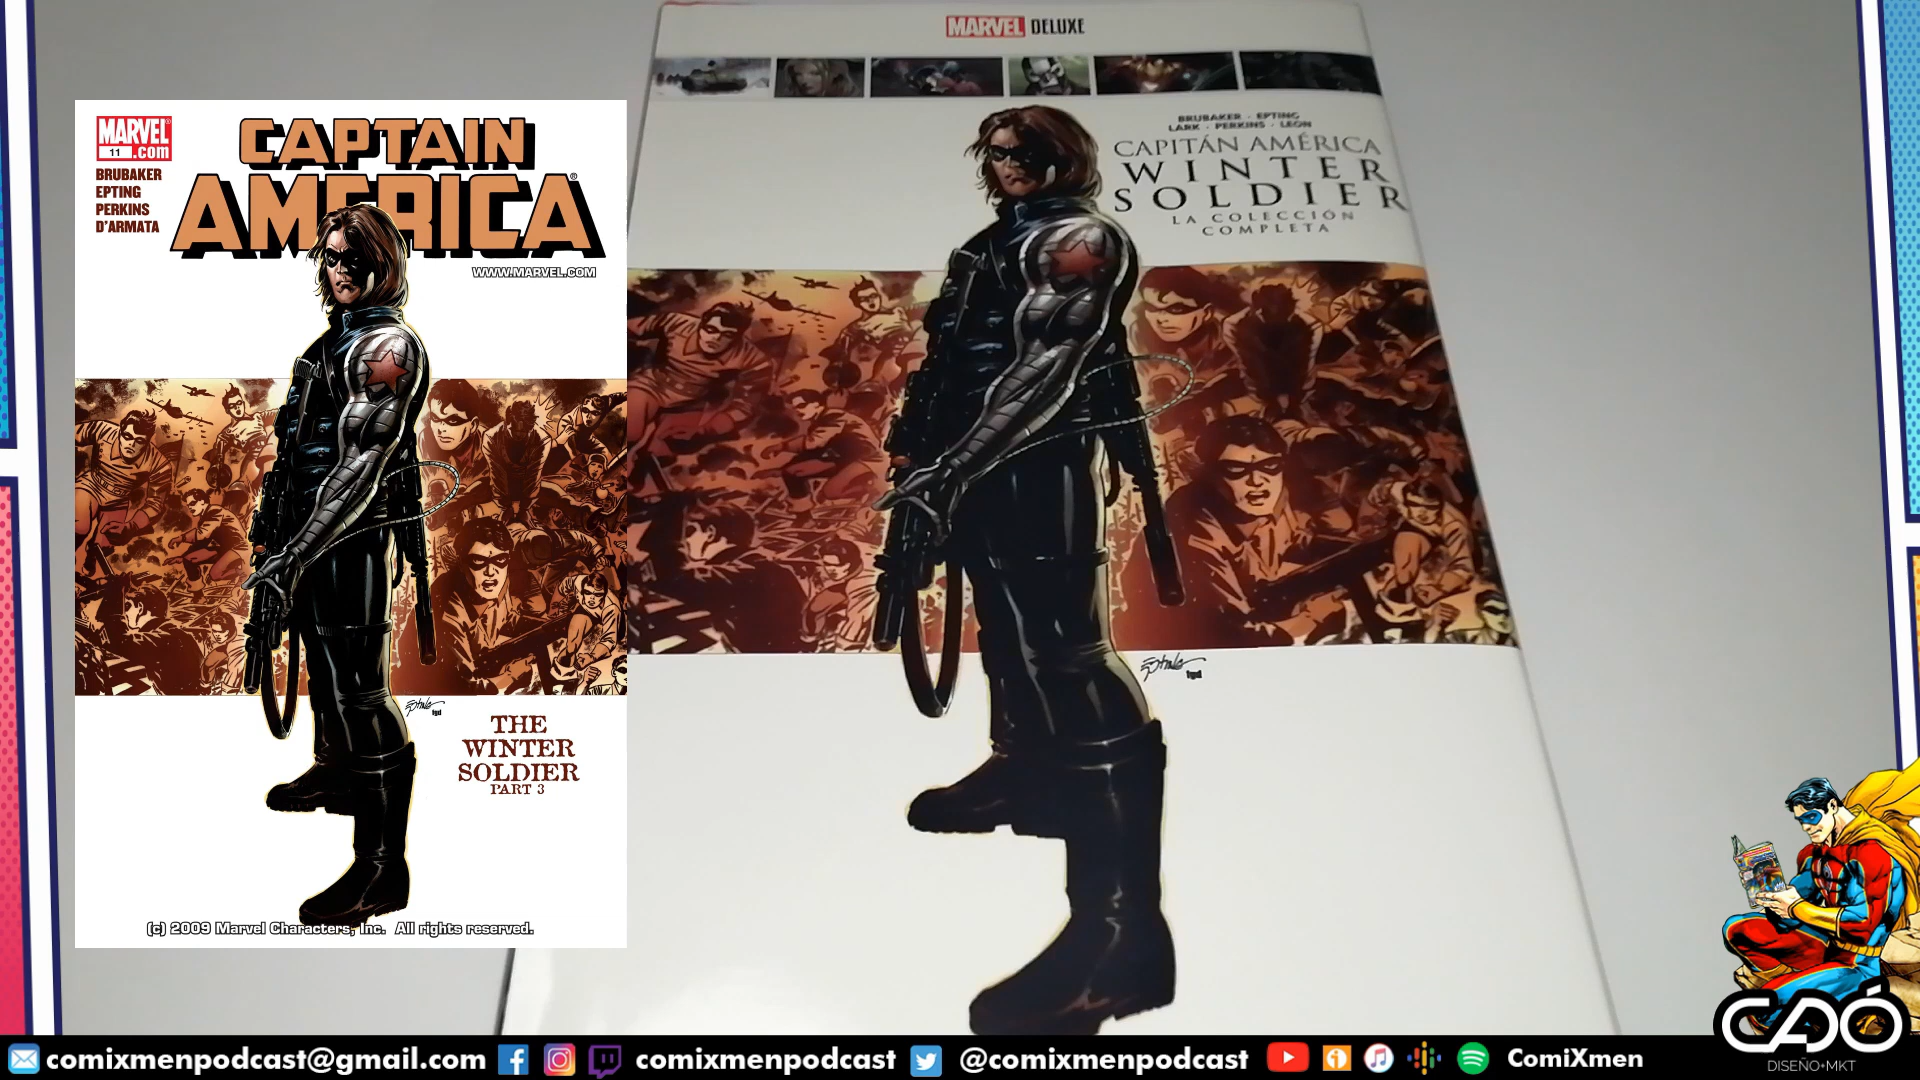 MARVEL
11 .com
BRUBAKER
EPTING
PERKINS
D'ARMATA
CAPTAIN
AMERICA®
WWW.MARVEL.COM
THE
WINTER
SOLDIER
PART 3
(c) 2009 Marvel Characters, Inc. All rights reserved.
MARVEL DELUXE
BRUBAKER · EPTING
LARK · PERKINS · LEON
CAPITÁN AMÉRICA
WINTER
SOLDIER
LA COLECCIÓN
COMPLETA
Epting
CAÓ
DISEÑO+MKT
comixmenpodcast@gmail.com comixmenpodcast @comixmenpodcast ComiXmen